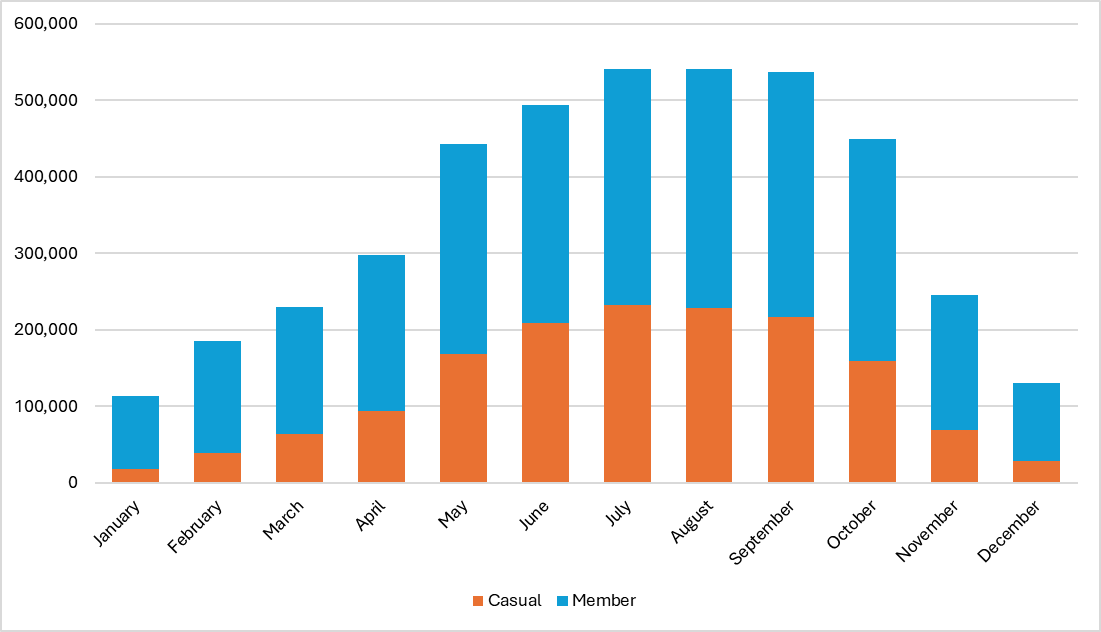 600,000
500,000
400,000
300,000
200,000
100,000
0
January
February
March
April
May
June
July
August
September
October
November
December
Casual
Member